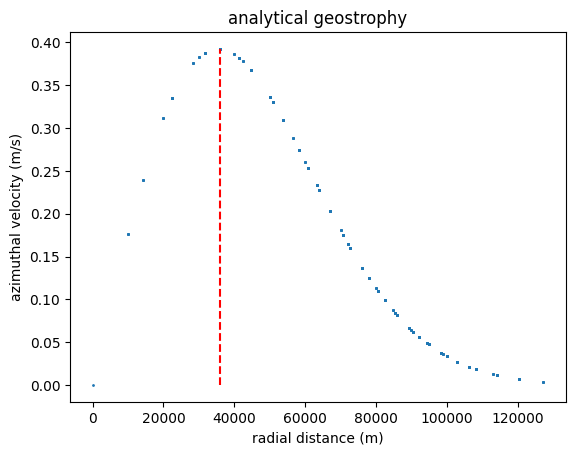 analytical geostrophy
0.40
0.35
0.30
0.25
0.20
0.15
0.10
0.05
0.00
azimuthal velocity (m/s)
0 20000 40000 60000 80000 100000 120000
radial distance (m)